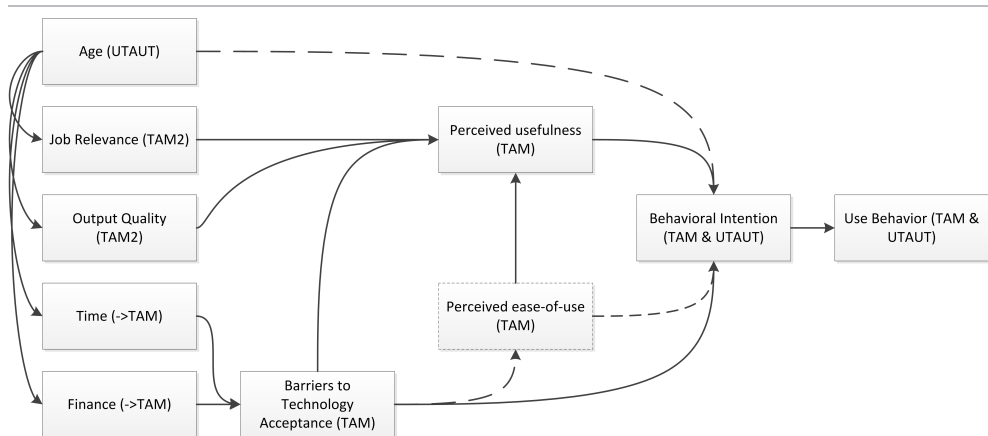 Age (UTAUT)
Job Relevance (TAM2)
Perceived usefulness
(TAM)
Output Quality
(TAM2)
Behavioral Intention
(TAM & UTAUT)
Use Behavior (TAM &
UTAUT)
Time (->TAM)
Perceived ease-of-use
(TAM)
Finance (->TAM)
Barriers to
Technology
Acceptance (TAM)